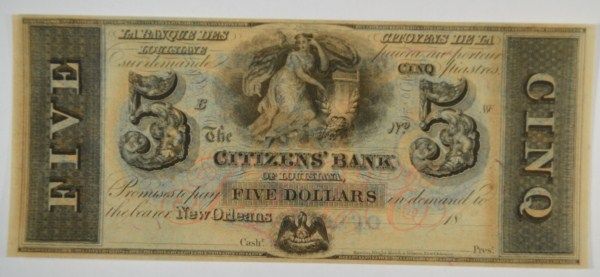 LA BANQUE DES CITOYENS DE LA
LOUISIANE paiera au porteur
sur demande CINQ Piastres.
FIVE
5
5
CINQ
B
The Nº
CITIZENS' BANK
OF LOUISIANA
Promises to pay FIVE DOLLARS on demand to
the bearer New Orleans 18
Cash.r Pres.t